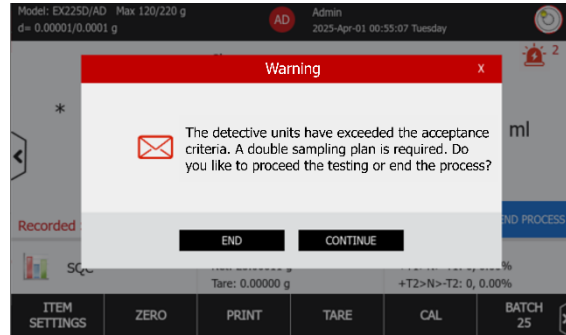 Model: EX225D/AD Max 120/220 g
d= 0.00001/0.0001 g
AD
Admin
2025-Apr-01 00:55:07 Tuesday
2
Warning
X
*
The detective units have exceeded the acceptance
criteria. A double sampling plan is required. Do
you like to proceed the testing or end the process?
ml
END
CONTINUE
Recorded
END PROCESS
SQC
Tare: 0.00000 g
+T2>N>-T2: 0, 0.00%
ITEM
SETTINGS
ZERO
PRINT
TARE
CAL
BATCH
25